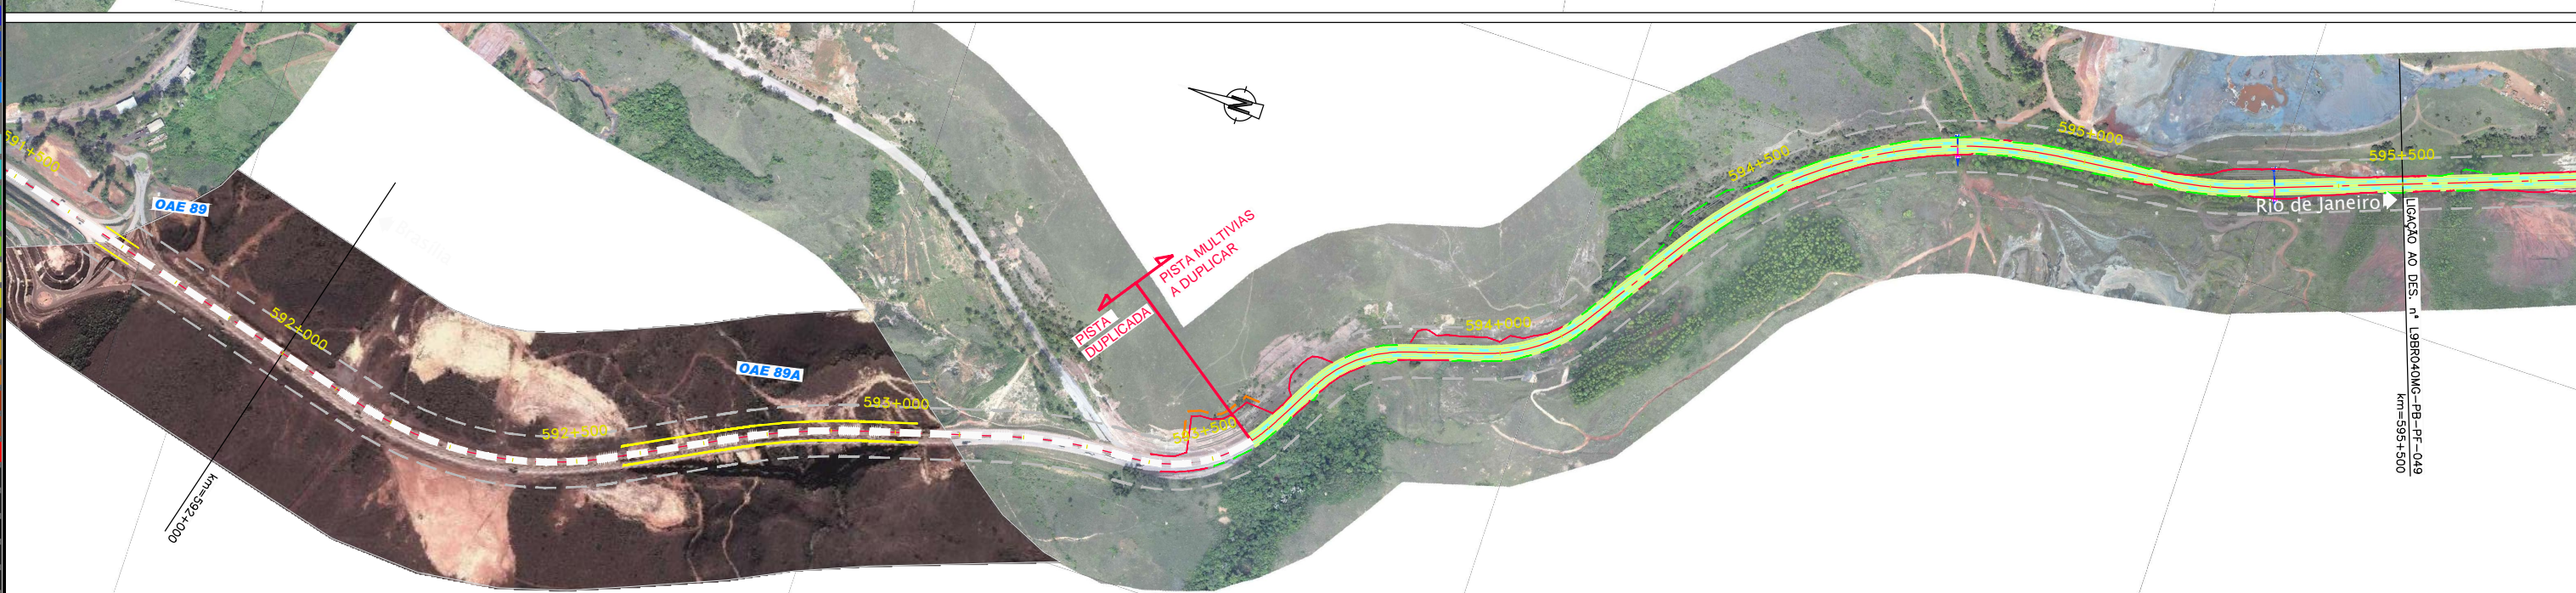 591+500
OAE 89
592+000
km=592+000
Brasília
592+500
OAE 89A
593+000
N
PISTA
DUPLICADA
PISTA MULTIVIAS
A DUPLICAR
593+500
594+000
594+500
595+000
595+500
Rio de Janeiro
LIGAÇÃO AO DES. n° L9BR040MG-PB-PF-049
km=595+500